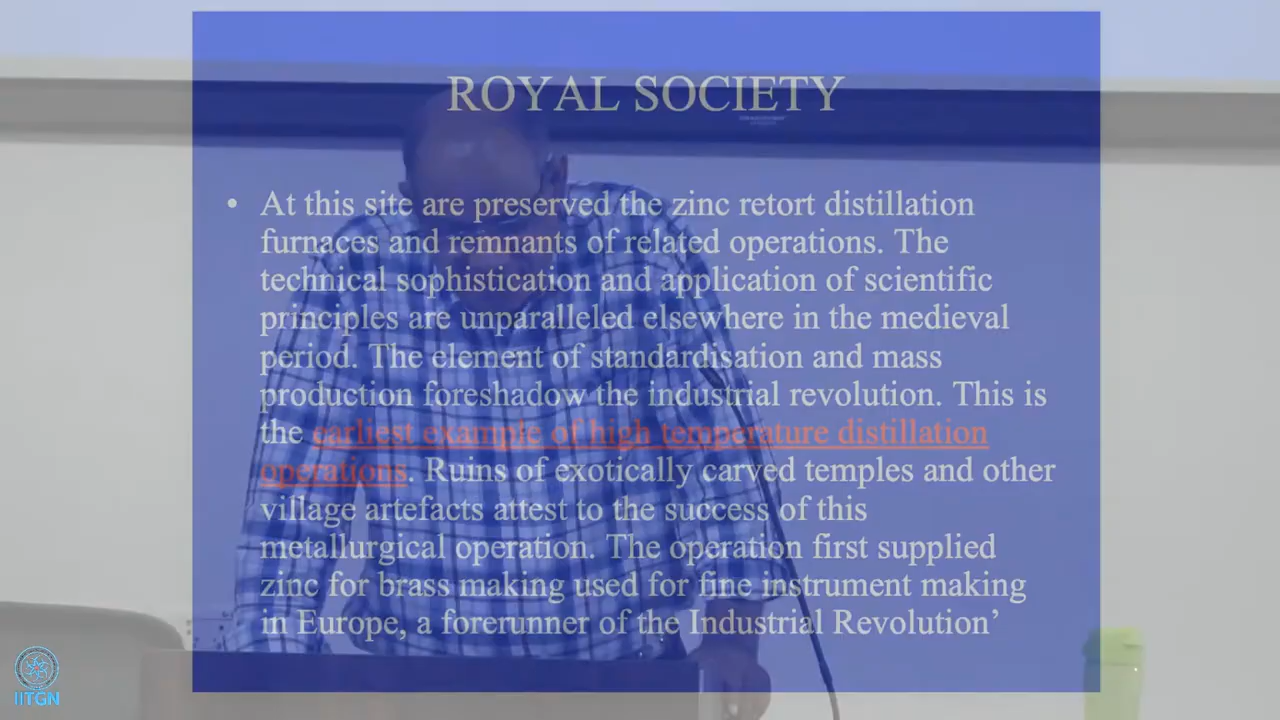 ROYAL SOCIETY
• At this site are preserved the zinc retort distillation
furnaces and remnants of related operations. The
technical sophistication and application of scientific
principles are unparalleled elsewhere in the medieval
period. The element of standardisation and mass
production foreshadow the industrial revolution. This is
the earliest example of high temperature distillation
operations. Ruins of exotically carved temples and other
village artefacts attest to the success of this
metallurgical operation. The operation first supplied
zinc for brass making used for fine instrument making
in Europe, a forerunner of the Industrial Revolution’
IITGN